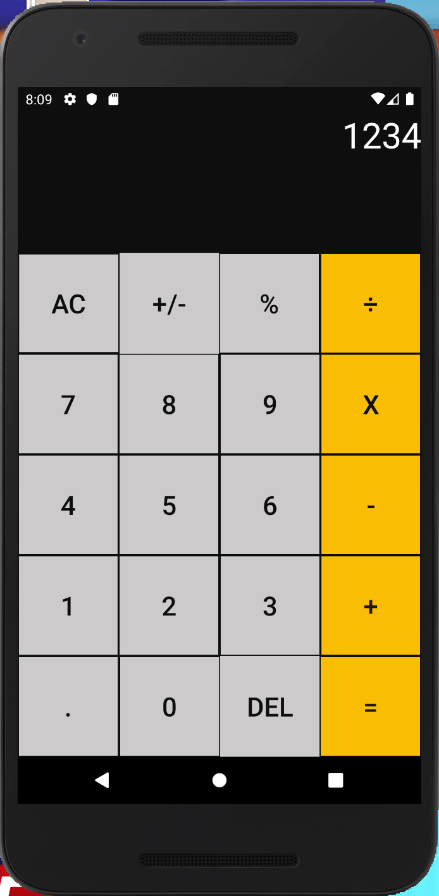 8:09
1234
AC +/- % ÷
7 8 9 X
4 5 6 -
1 2 3 +
. 0 DEL =